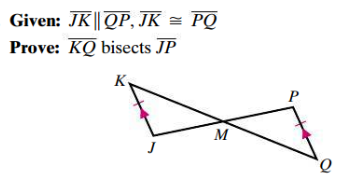 Given: JK ∥ QP, JK ≅ PQ
Prove: KQ bisects JP
K
P
J
M
Q